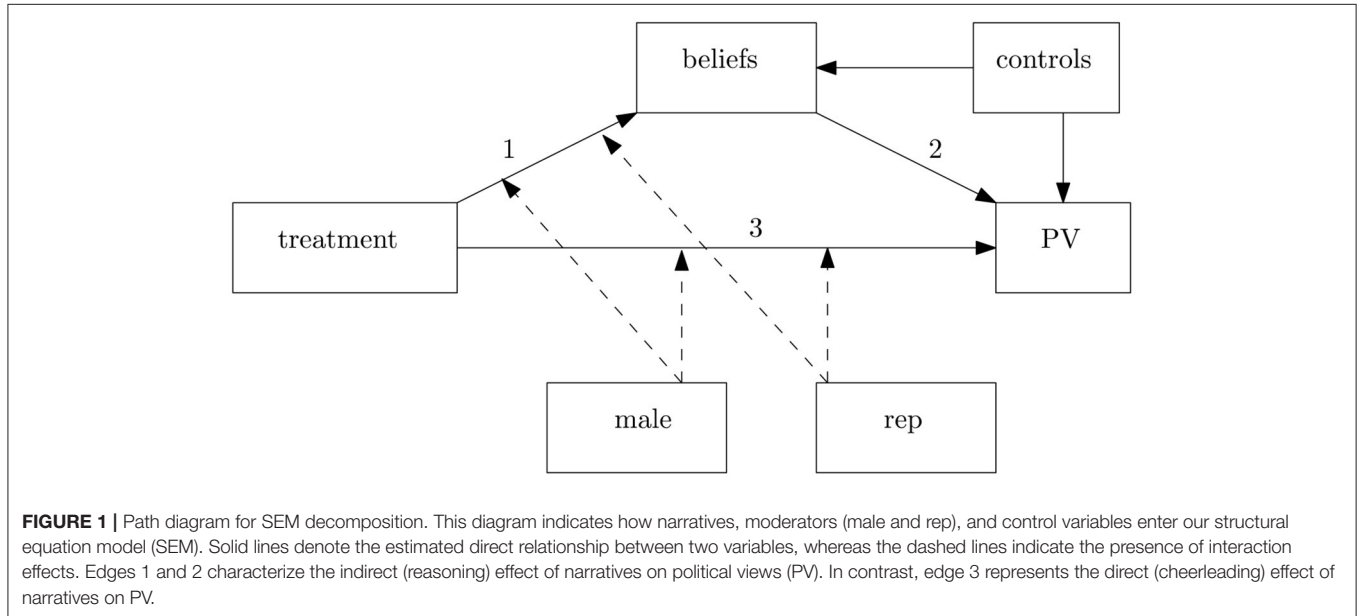 beliefs
controls
1
2
treatment
3
PV
male
rep
FIGURE 1 | Path diagram for SEM decomposition. This diagram indicates how narratives, moderators (male and rep), and control variables enter our structural
equation model (SEM). Solid lines denote the estimated direct relationship between two variables, whereas the dashed lines indicate the presence of interaction
effects. Edges 1 and 2 characterize the indirect (reasoning) effect of narratives on political views (PV). In contrast, edge 3 represents the direct (cheerleading) effect of
narratives on PV.